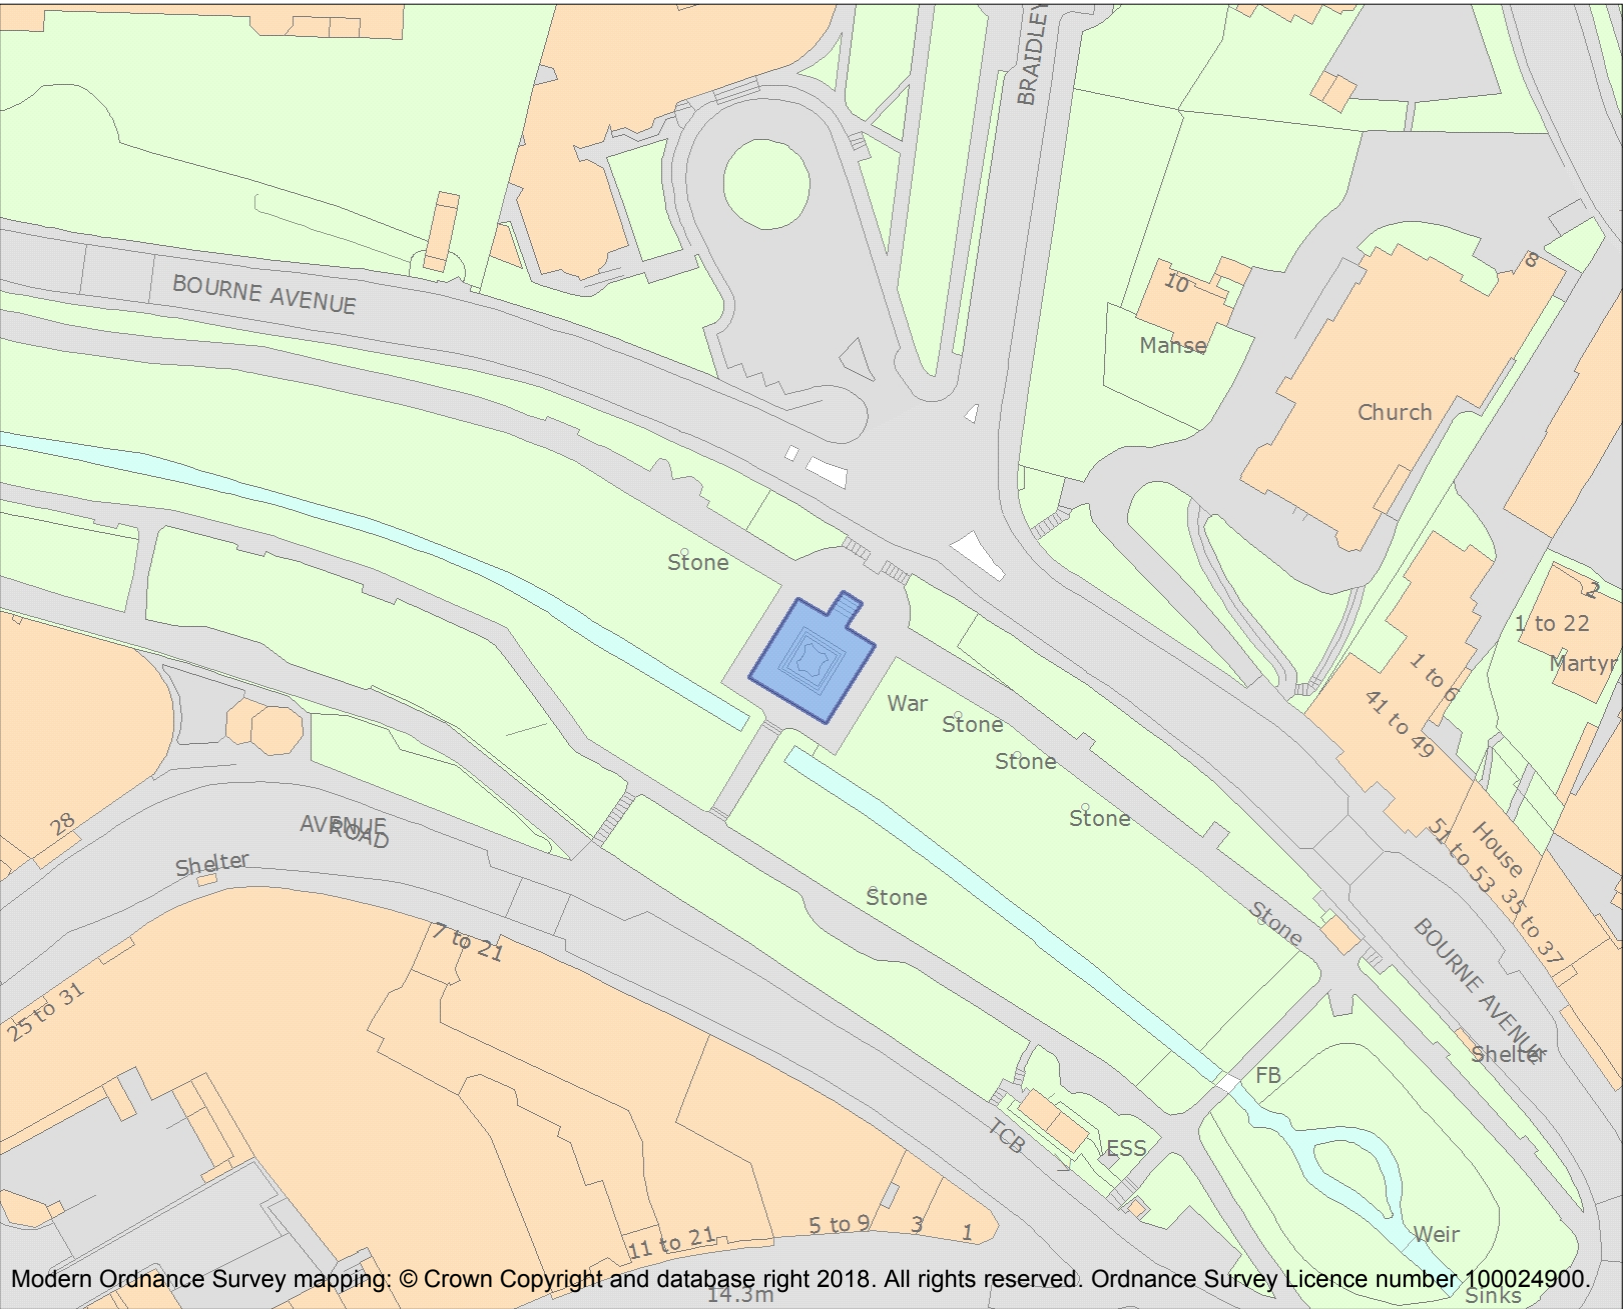 BRAIDLEY
BOURNE AVENUE
10
8
Manse
Church
Stone
2
1 to 22
Martyr
1 to 6
41 to 49
War
Stone
Stone
Stone
28
AVENUE
ROAD
Shelter
House
51 to 53
35 to 37
Stone
Stone
7 to 21
BOURNE AVENUE
25 to 31
Shelter
FB
TCB
ESS
5 to 9
3
1
11 to 21
Weir
14.3m
Sinks
Modern Ordnance Survey mapping: © Crown Copyright and database right 2018. All rights reserved. Ordnance Survey Licence number 100024900.